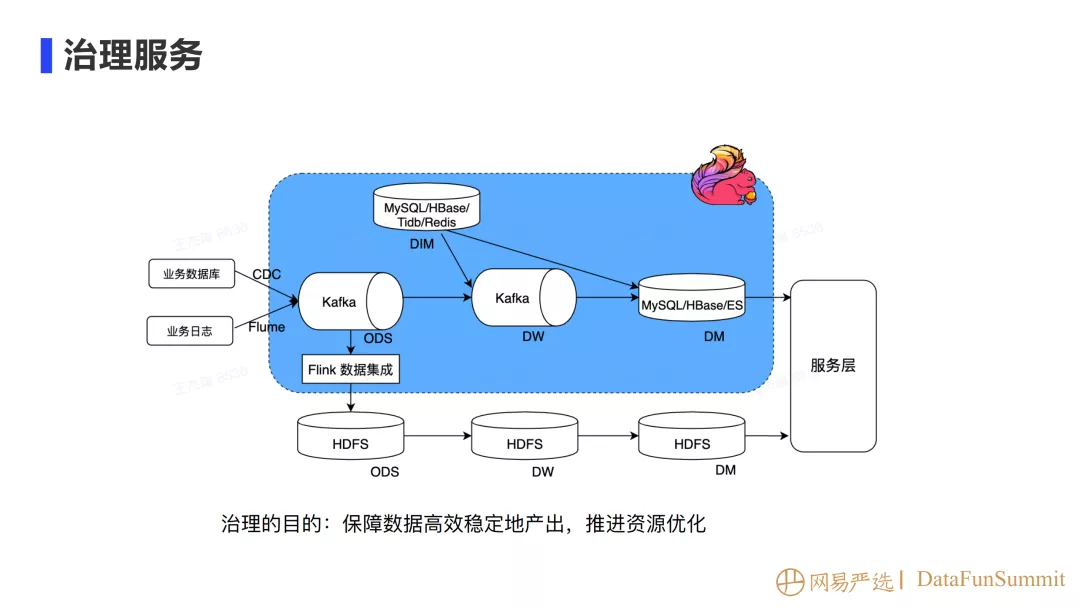 治理服务
MySQL/HBase/
Tidb/Redis
DIM
业务数据库
CDC
Kafka
Kafka
MySQL/HBase/ES
业务日志
Flume
ODS
DW
DM
Flink 数据集成
服务层
HDFS
HDFS
HDFS
ODS
DW
DM
治理的目的：保障数据高效稳定地产出，推进资源优化
网易严选
DataFunSummit